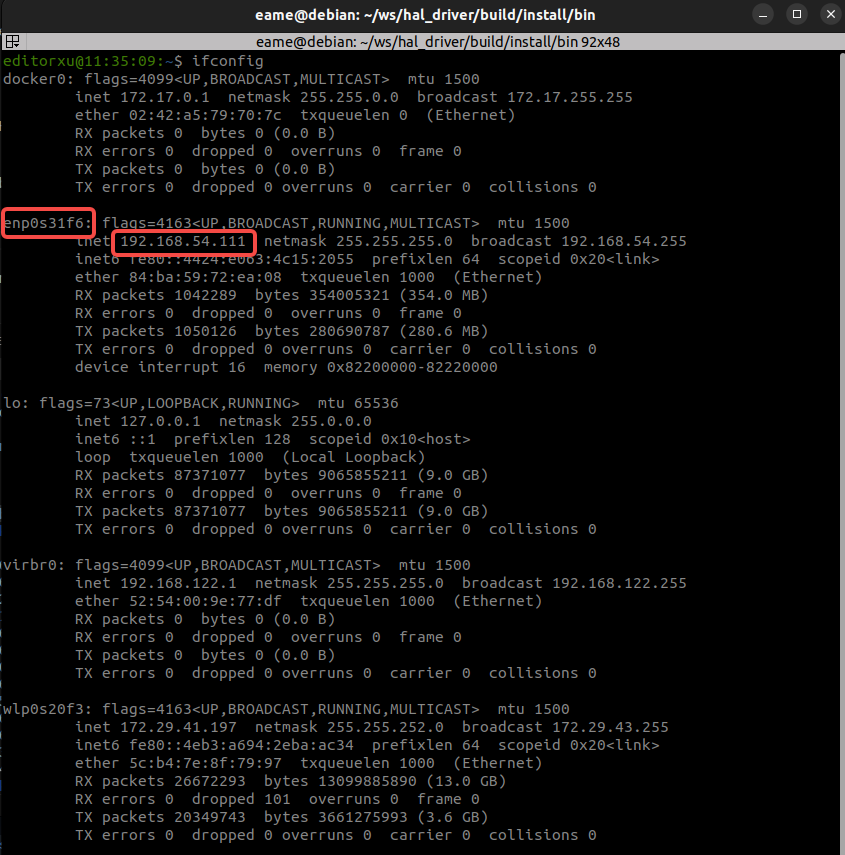 eame@debian: ~/ws/hal_driver/build/install/bin
eame@debian: ~/ws/hal_driver/build/install/bin 92x48
editorxu@11:35:09:~$ ifconfig
docker0: flags=4099<UP,BROADCAST,MULTICAST>  mtu 1500
        inet 172.17.0.1  netmask 255.255.0.0  broadcast 172.17.255.255
        ether 02:42:a5:79:70:7c  txqueuelen 0  (Ethernet)
        RX packets 0  bytes 0 (0.0 B)
        RX errors 0  dropped 0  overruns 0  frame 0
        TX packets 0  bytes 0 (0.0 B)
        TX errors 0  dropped 0 overruns 0  carrier 0  collisions 0

enp0s31f6: flags=4163<UP,BROADCAST,RUNNING,MULTICAST>  mtu 1500
        inet 192.168.54.111  netmask 255.255.255.0  broadcast 192.168.54.255
        inet6 fe80::4424:e063:4c15:2055  prefixlen 64  scopeid 0x20<link>
        ether 84:ba:59:72:ea:08  txqueuelen 1000  (Ethernet)
        RX packets 1042289  bytes 354005321 (354.0 MB)
        RX errors 0  dropped 0  overruns 0  frame 0
        TX packets 1050126  bytes 280690787 (280.6 MB)
        TX errors 0  dropped 0 overruns 0  carrier 0  collisions 0
        device interrupt 16  memory 0x82200000-82220000

lo: flags=73<UP,LOOPBACK,RUNNING>  mtu 65536
        inet 127.0.0.1  netmask 255.0.0.0
        inet6 ::1  prefixlen 128  scopeid 0x10<host>
        loop  txqueuelen 1000  (Local Loopback)
        RX packets 87371077  bytes 9065855211 (9.0 GB)
        RX errors 0  dropped 0  overruns 0  frame 0
        TX packets 87371077  bytes 9065855211 (9.0 GB)
        TX errors 0  dropped 0 overruns 0  carrier 0  collisions 0

virbr0: flags=4099<UP,BROADCAST,MULTICAST>  mtu 1500
        inet 192.168.122.1  netmask 255.255.255.0  broadcast 192.168.122.255
        ether 52:54:00:9e:77:df  txqueuelen 1000  (Ethernet)
        RX packets 0  bytes 0 (0.0 B)
        RX errors 0  dropped 0  overruns 0  frame 0
        TX packets 0  bytes 0 (0.0 B)
        TX errors 0  dropped 0 overruns 0  carrier 0  collisions 0

wlp0s20f3: flags=4163<UP,BROADCAST,RUNNING,MULTICAST>  mtu 1500
        inet 172.29.41.197  netmask 255.255.252.0  broadcast 172.29.43.255
        inet6 fe80::4eb3:a694:2eba:ac34  prefixlen 64  scopeid 0x20<link>
        ether 5c:b4:7e:8f:79:97  txqueuelen 1000  (Ethernet)
        RX packets 26672293  bytes 13099885890 (13.0 GB)
        RX errors 0  dropped 101  overruns 0  frame 0
        TX packets 20349743  bytes 3661275993 (3.6 GB)
        TX errors 0  dropped 0 overruns 0  carrier 0  collisions 0